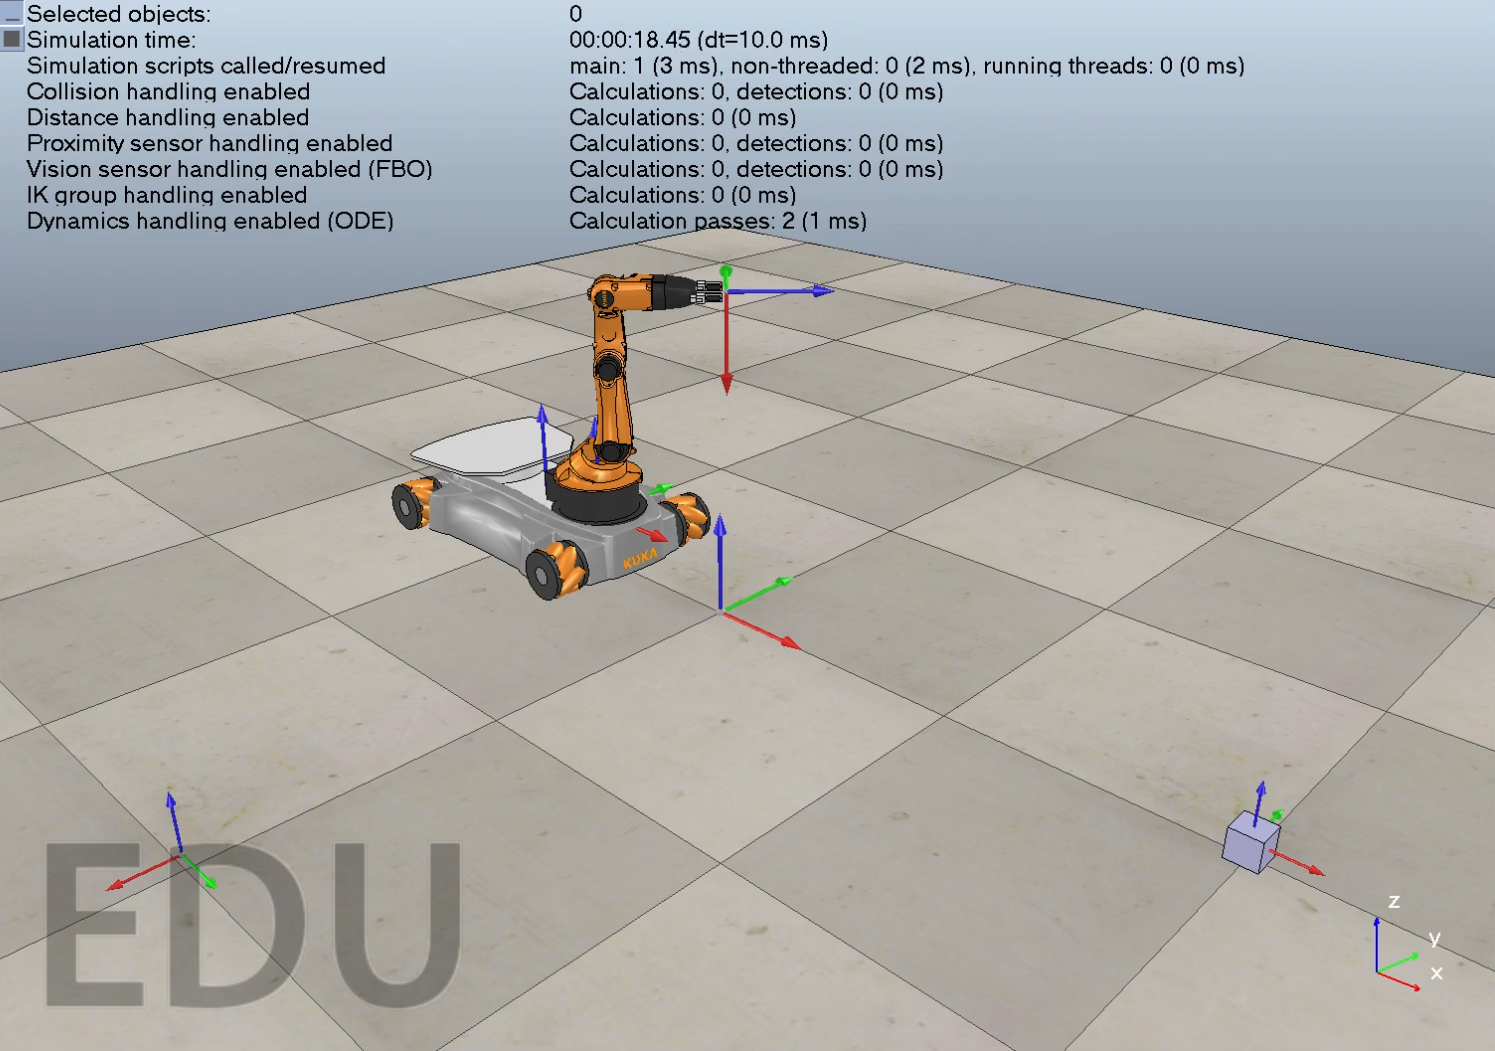 Selected objects: 0
Simulation time: 00:00:18.45 (dt=10.0 ms)
Simulation scripts called/resumed main: 1 (3 ms), non-threaded: 0 (2 ms), running threads: 0 (0 ms)
Collision handling enabled Calculations: 0, detections: 0 (0 ms)
Distance handling enabled Calculations: 0 (0 ms)
Proximity sensor handling enabled Calculations: 0, detections: 0 (0 ms)
Vision sensor handling enabled (FBO) Calculations: 0, detections: 0 (0 ms)
IK group handling enabled Calculations: 0 (0 ms)
Dynamics handling enabled (ODE) Calculation passes: 2 (1 ms)
KUKA
EDU
z
y
x